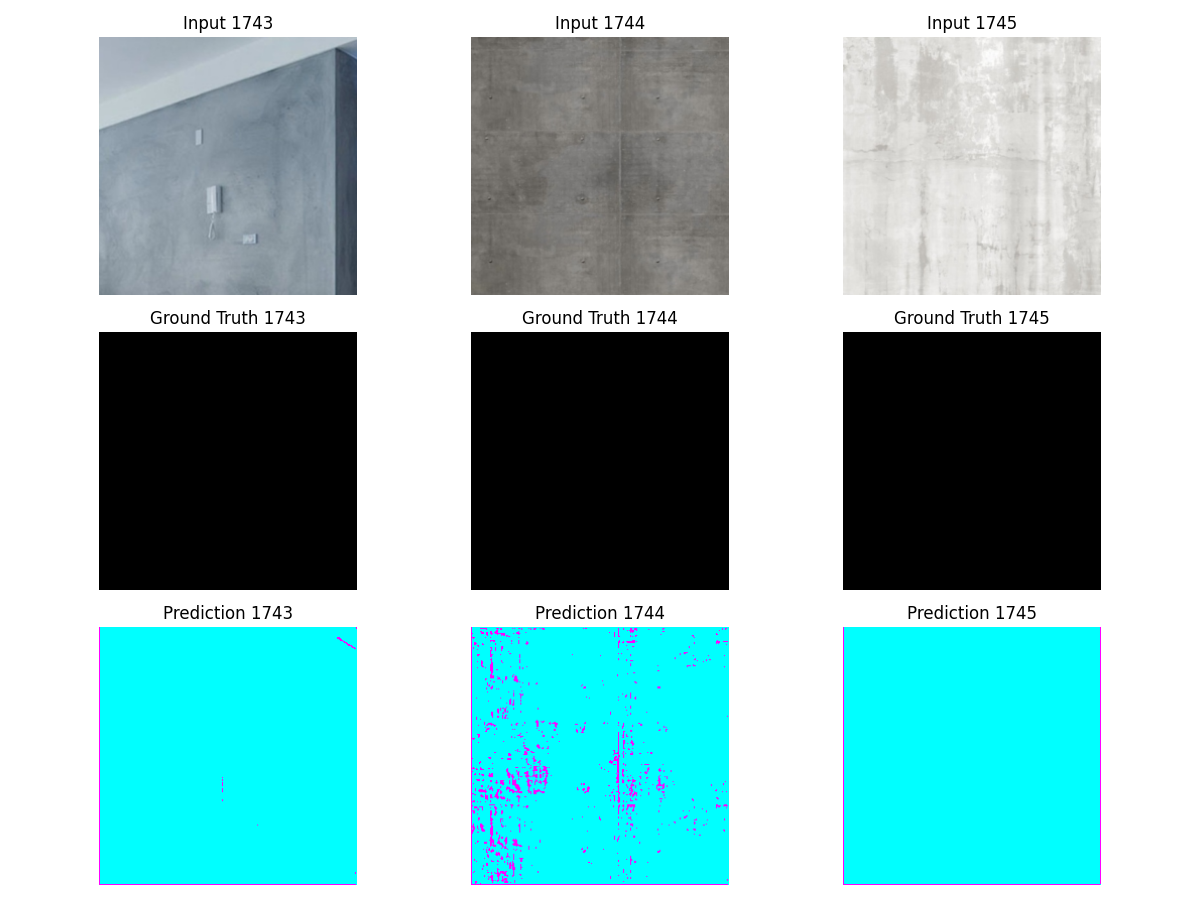 Input 1743
Input 1744
Input 1745
Ground Truth 1743
Ground Truth 1744
Ground Truth 1745
Prediction 1743
Prediction 1744
Prediction 1745